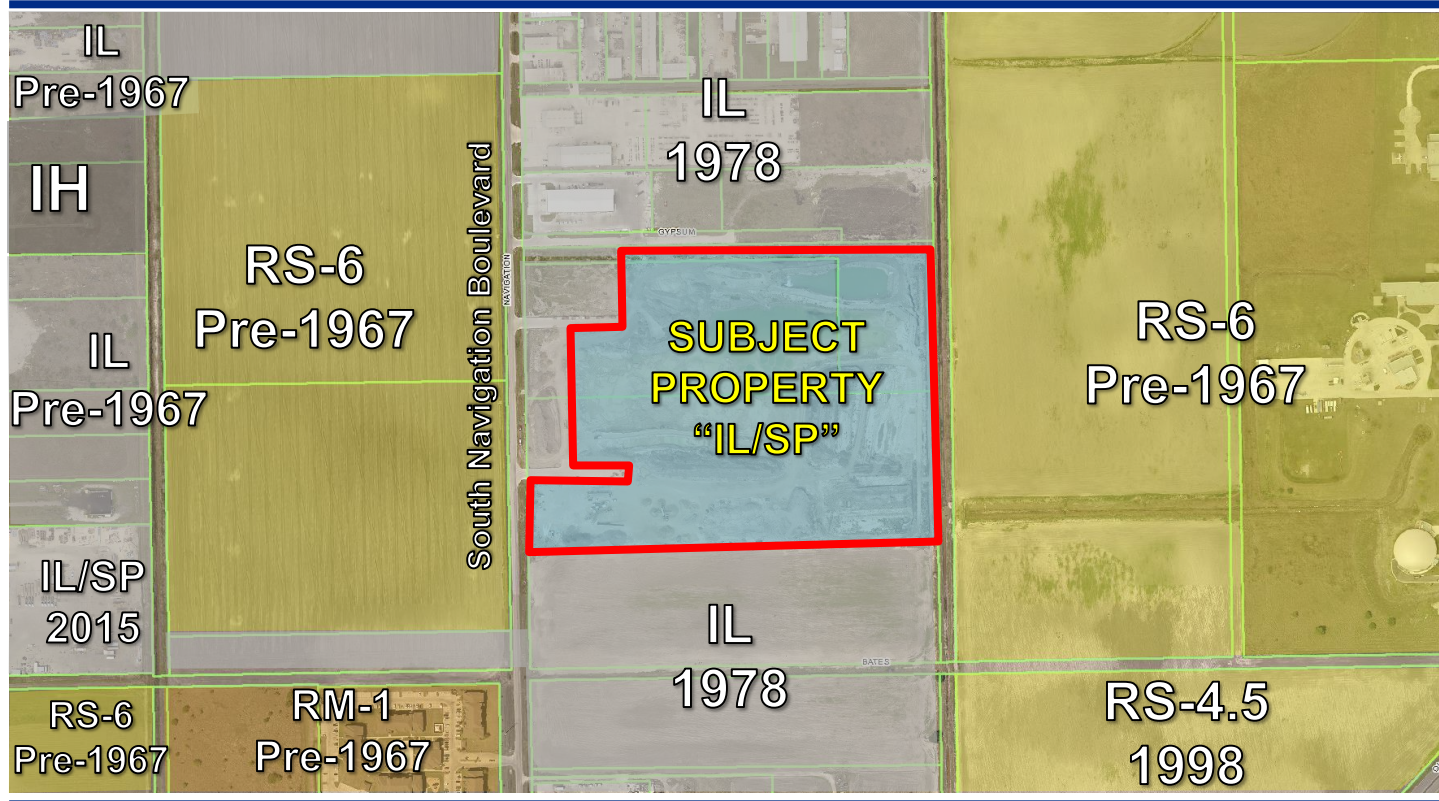 IL
Pre-1967
IH
IL
Pre-1967
IL/SP
2015
RS-6
Pre-1967
RS-6
Pre-1967
RM-1
Pre-1967
South Navigation Boulevard
NAVIGATION
IL
1978
GYPSUM
SUBJECT
PROPERTY
“IL/SP”
IL
1978
BATES
RS-6
Pre-1967
RS-4.5
1998